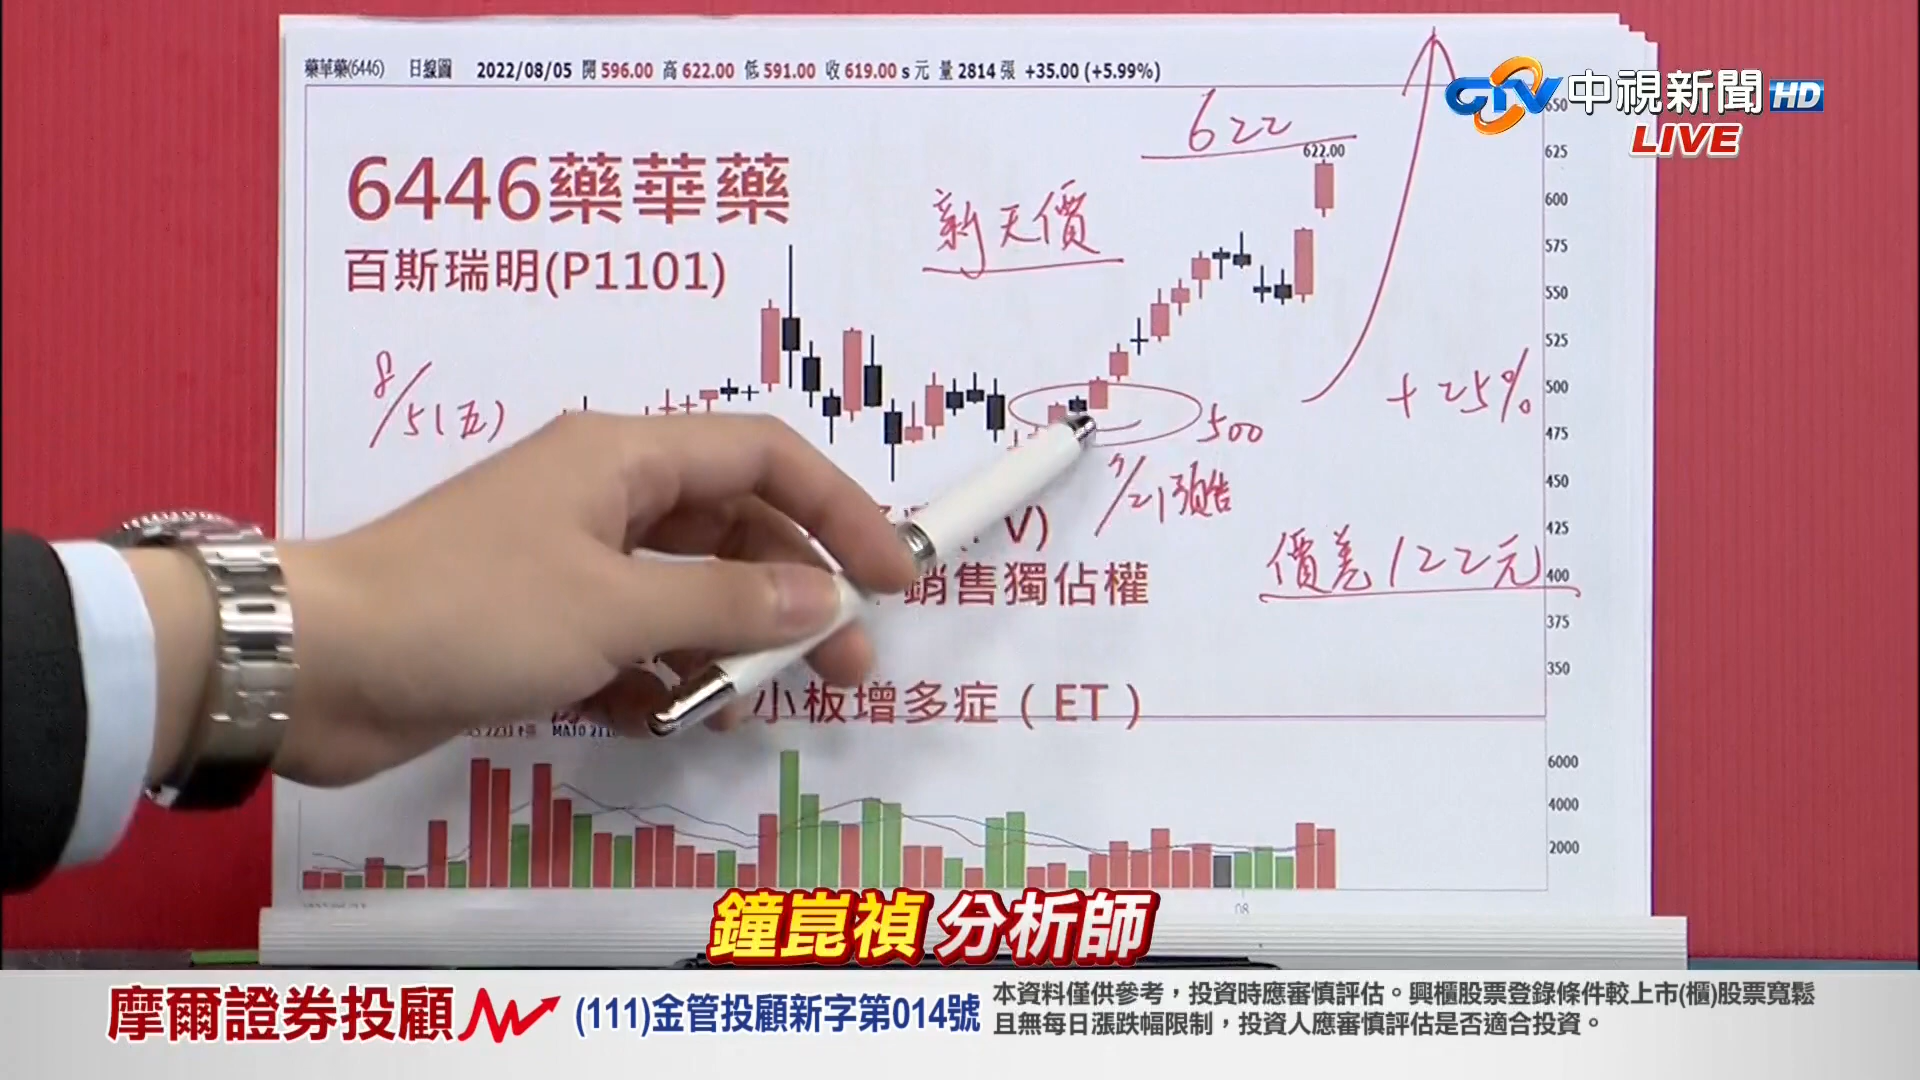 藥華藥(6446) 日線圖 2022/08/05 開 596.00 高 622.00 低 591.00 收 619.00 s 元 量 2814 張 +35.00 (+5.99%)
CTV 中視新聞 HD
LIVE
650
622
622.00
625
6446藥華藥
600
新天價
百斯瑞明(P1101)
575
550
525
8/5(五)
+25%
500
500
475
7/21預告
450
V)
425
價差122元
銷售獨佔權
400
375
350
小板增多症(ET)
MA10
6000
4000
2000
08
鐘崑禎 分析師
摩爾證券投顧
(111)金管投顧新字第014號
本資料僅供參考，投資時應審慎評估。興櫃股票登錄條件較上市(櫃)股票寬鬆
且無每日漲跌幅限制，投資人應審慎評估是否適合投資。